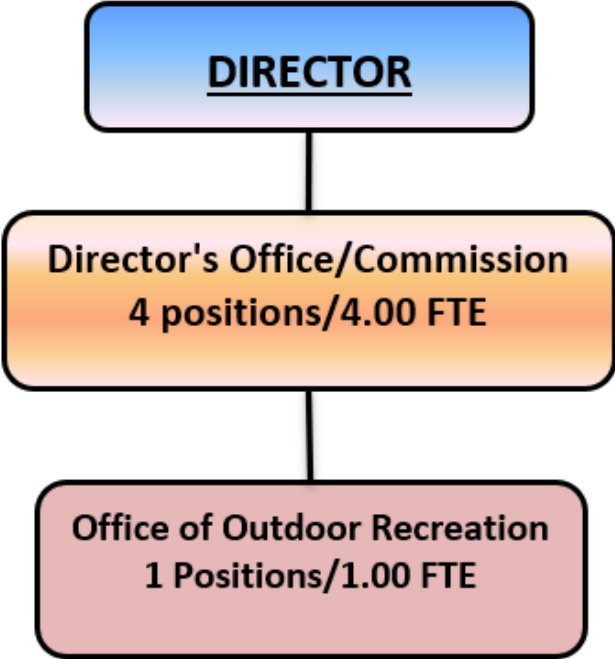 DIRECTOR
Director's Office/Commission
4 positions/4.00 FTE
Office of Outdoor Recreation
1 Positions/1.00 FTE